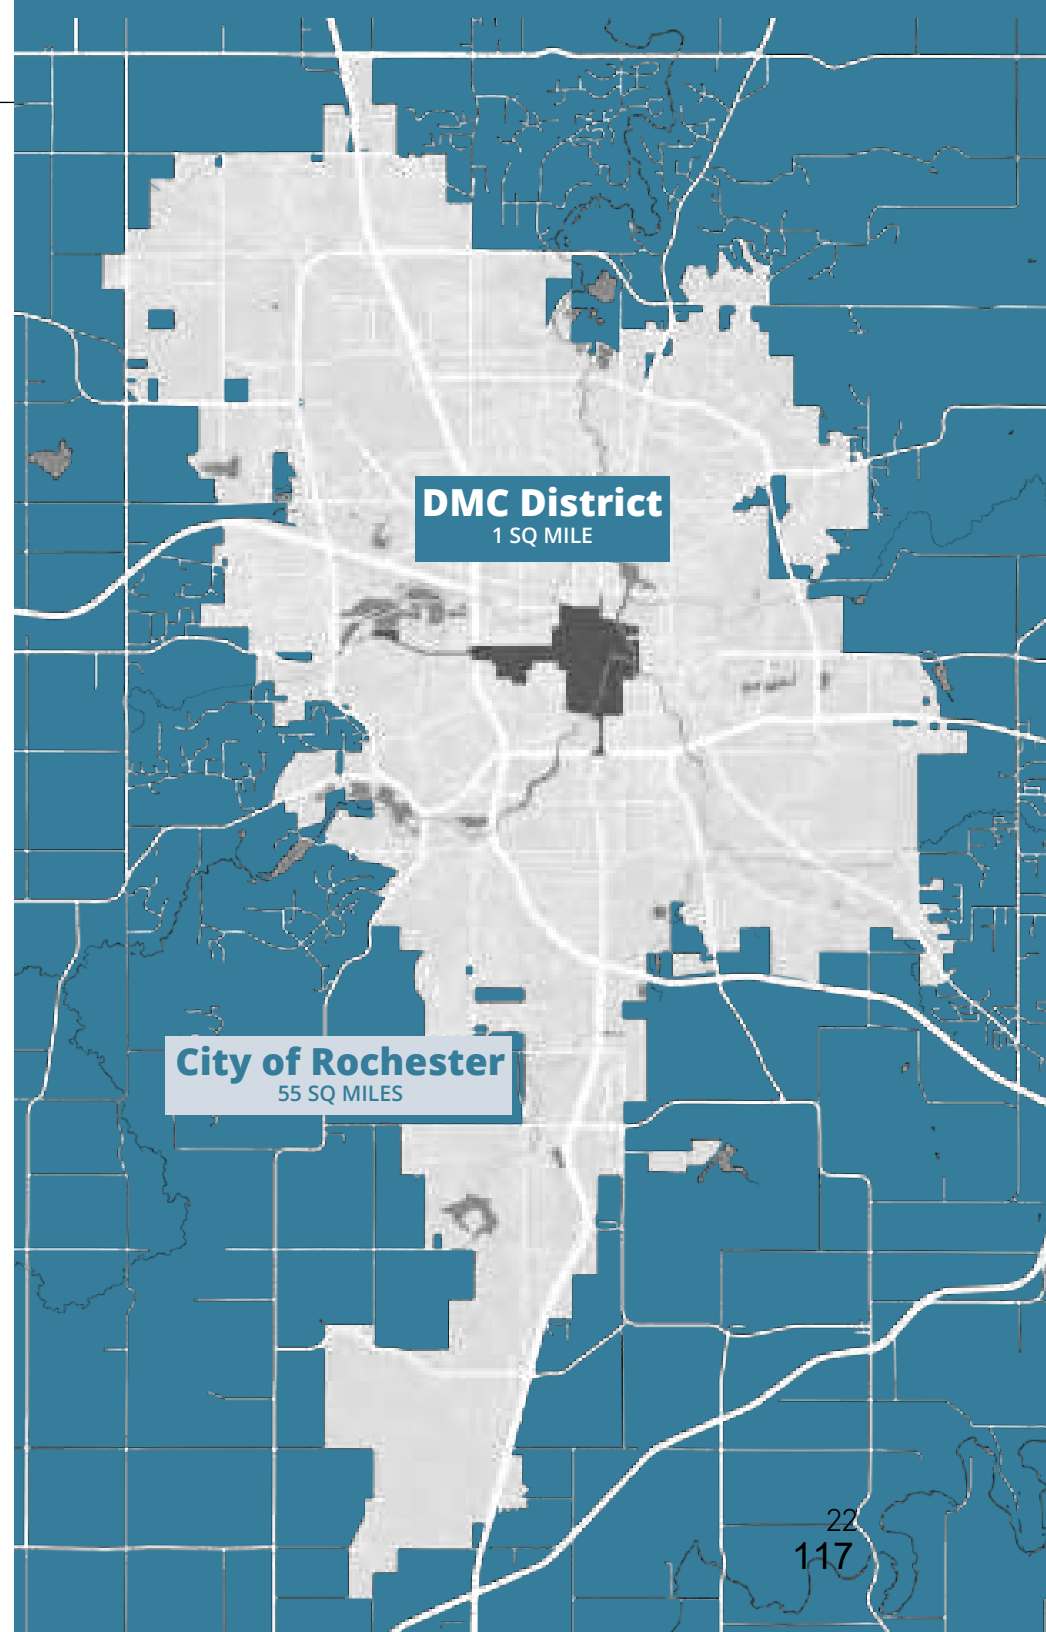 DMC District
1 SQ MILE
City of Rochester
55 SQ MILES
22
117